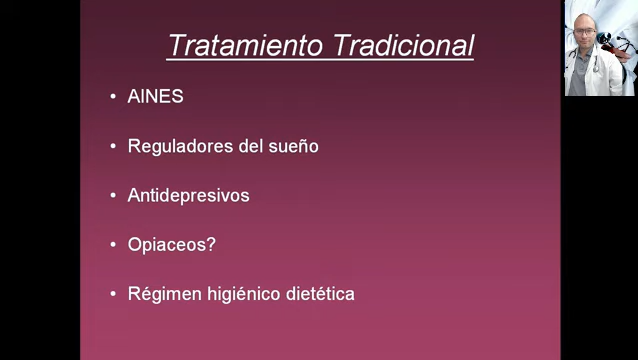 Tratamiento Tradicional
• AINES
• Reguladores del sueño
• Antidepresivos
• Opiaceos?
• Régimen higiénico dietética